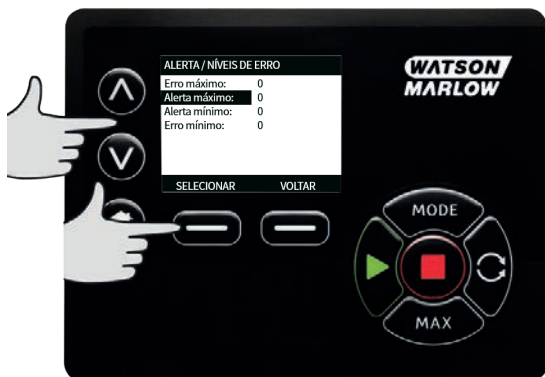 ALERTA / NÍVEIS DE ERRO
Erro máximo: 0
Alerta máximo: 0
Alerta mínimo: 0
Erro mínimo: 0
SELECIONAR VOLTAR
WATSON
MARLOW
MODE
MAX